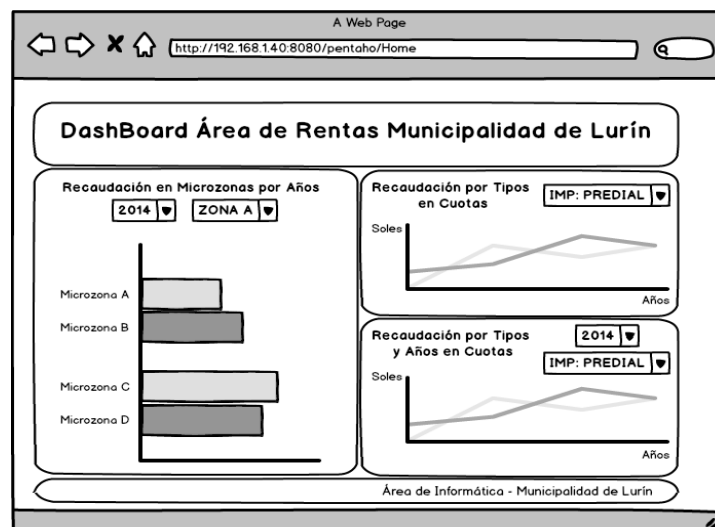 A Web Page
http://192.168.1.40:8080/pentaho/Home
DashBoard Área de Rentas Municipalidad de Lurín
Recaudación en Microzonas por Años
2014
ZONA A
Microzona A
Microzona B
Microzona C
Microzona D
Recaudación por Tipos
en Cuotas
IMP: PREDIAL
Soles
Años
Recaudación por Tipos
y Años en Cuotas
2014
IMP: PREDIAL
Soles
Años
Área de Informática - Municipalidad de Lurín